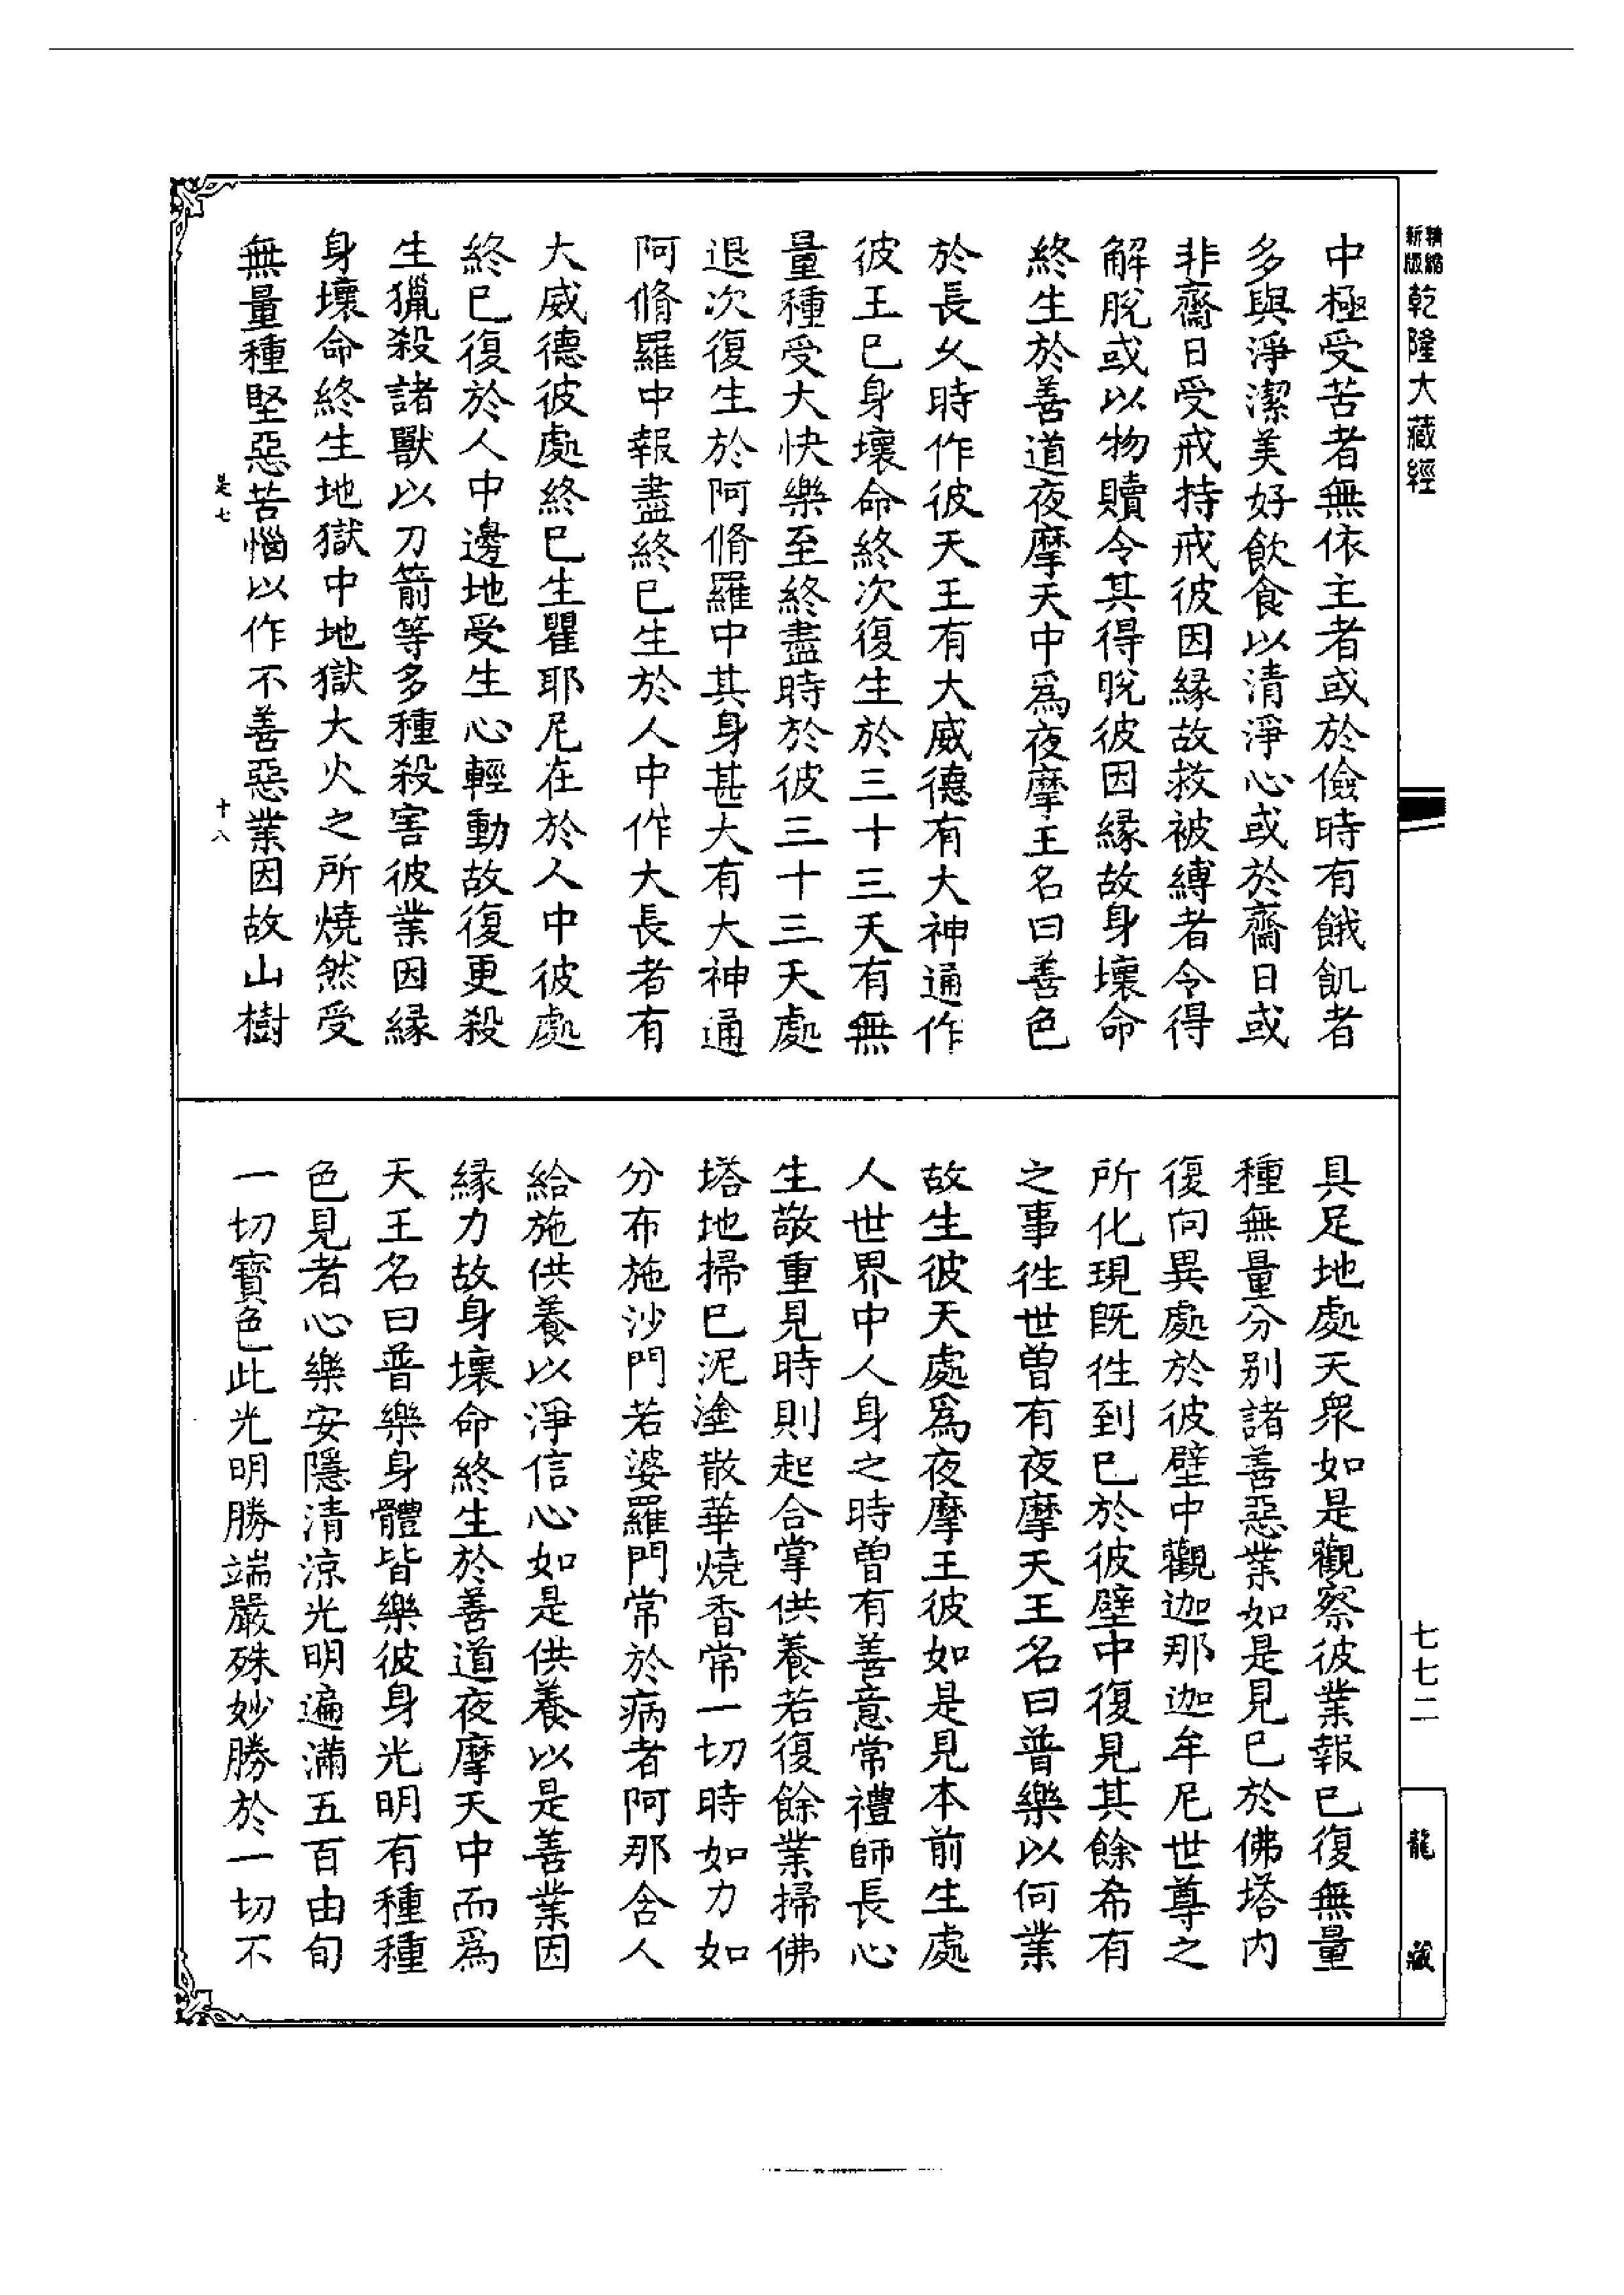 精縮
新版
乾隆大藏經
中極受苦者無依主者或於儉時有餓飢者
多與淨潔美好飲食以清淨心或於齋日或
非齋日受戒持戒彼因緣故救被縛者令得
解脫或以物贖令其得脫彼因緣故身壞命
終生於善道夜摩天中爲夜摩王名曰善色
於長久時作彼天王有大威德有大神通作
彼王已身壞命終次復生於三十三天有無
量種受大快樂至終盡時於彼三十三天處
退次復生於阿脩羅中其身甚大有大神通
阿脩羅中報盡終已生於人中作大長者有
大威德彼處終已生瞿耶尼在於人中彼處
終已復於人中邊地受生心輕動故復更殺
生獵殺諸獸以刀箭等多種殺害彼業因緣
身壞命終生地獄中地獄大火之所燒然受
無量種堅惡苦惱以作不善惡業因故山樹
是七
十八
具足地處天衆如是觀察彼業報已復無量
種無量分別諸善惡業如是見已於佛塔內
復向異處於彼壁中觀迦那迦牟尼世尊之
所化現既徃到已於彼壁中復見其餘希有
之事徃世曾有夜摩天王名曰普樂以何業
故生彼天處爲夜摩王彼如是見本前生處
人世界中人身之時曾有善意常禮師長心
生敬重見時則起合掌供養若復餘業掃佛
塔地掃已泥塗散華燒香常一切時如力如
分布施沙門若婆羅門常於病者阿那含人
給施供養以淨信心如是供養以是善業因
緣力故身壞命終生於善道夜摩天中而爲
天王名曰普樂身體皆樂彼身光明有種種
色見者心樂安隱清涼光明遍滿五百由旬
一切寶色此光明勝端嚴殊妙勝於一切不
七七二
龍藏